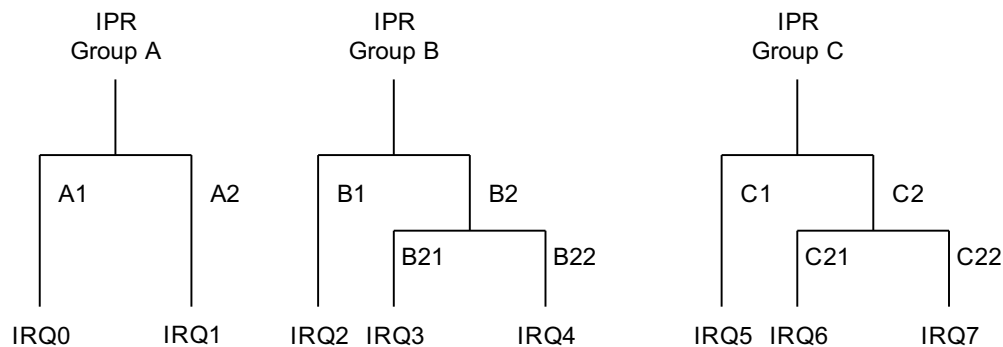 IPR
Group A
IPR
Group B
IPR
Group C
A1
A2
B1
B2
C1
C2
B21
B22
C21
C22
IRQ0
IRQ1
IRQ2
IRQ3
IRQ4
IRQ5
IRQ6
IRQ7